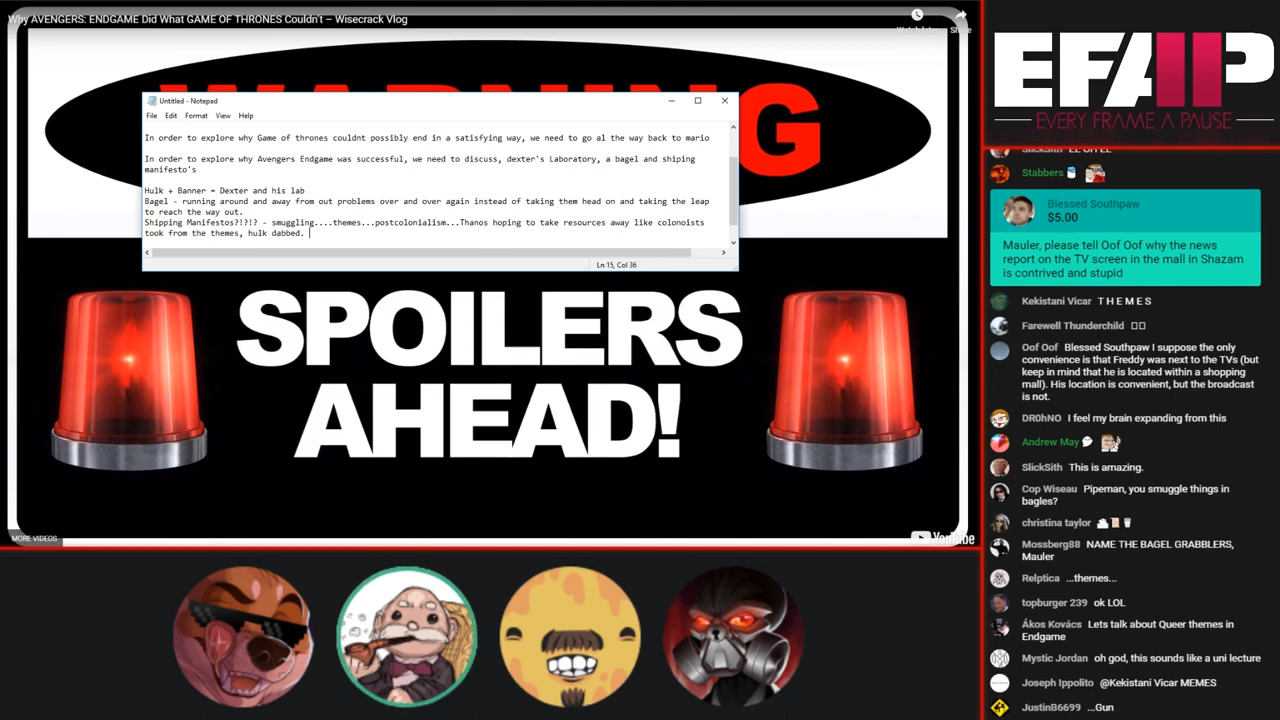 Why AVENGERS: ENDGAME Did What GAME OF THRONES Couldn't – Wisecrack Vlog
Watch later
Share
WARNING
Untitled - Notepad
File Edit Format View Help
In order to explore why Game of thrones couldnt possibly end in a satisfying way, we need to go al the way back to mario
In order to explore why Avengers Endgame was successful, we need to discuss, dexter's Laboratory, a bagel and shiping
manifesto's
Hulk + Banner = Dexter and his lab
Bagel - running around and away from out problems over and over again instead of taking them head on and taking the leap
to reach the way out.
Shipping Manifestos?!?!? - smuggling....themes...postcolonialism...Thanos hoping to take resources away like colonoists
took from the themes, hulk dabbed.
Ln 15, Col 36
SPOILERS
AHEAD!
MORE VIDEOS
YouTube
EFAP
EVERY FRAME A PAUSE
Stabbers
Blessed Southpaw
$5.00
Mauler, please tell Oof Oof why the news
report on the TV screen in the mall in Shazam
is contrived and stupid
Kekistani Vicar T H E M E S
Farewell Thunderchild
Oof Oof Blessed Southpaw I suppose the only
convenience is that Freddy was next to the TVs (but
keep in mind that he is located within a shopping
mall). His location is convenient, but the broadcast
is not.
DR0hNO I feel my brain expanding from this
Andrew May
SlickSith This is amazing.
Cop Wiseau Pipeman, you smuggle things in
bagles?
christina taylor
Mossberg88 NAME THE BAGEL GRABBLERS,
Mauler
Relptica ...themes...
topburger 239 ok LOL
Ákos Kovács Lets talk about Queer themes in
Endgame
Mystic Jordan oh god, this sounds like a uni lecture
Joseph Ippolito @Kekistani Vicar MEMES
JustinB6699 ...Gun